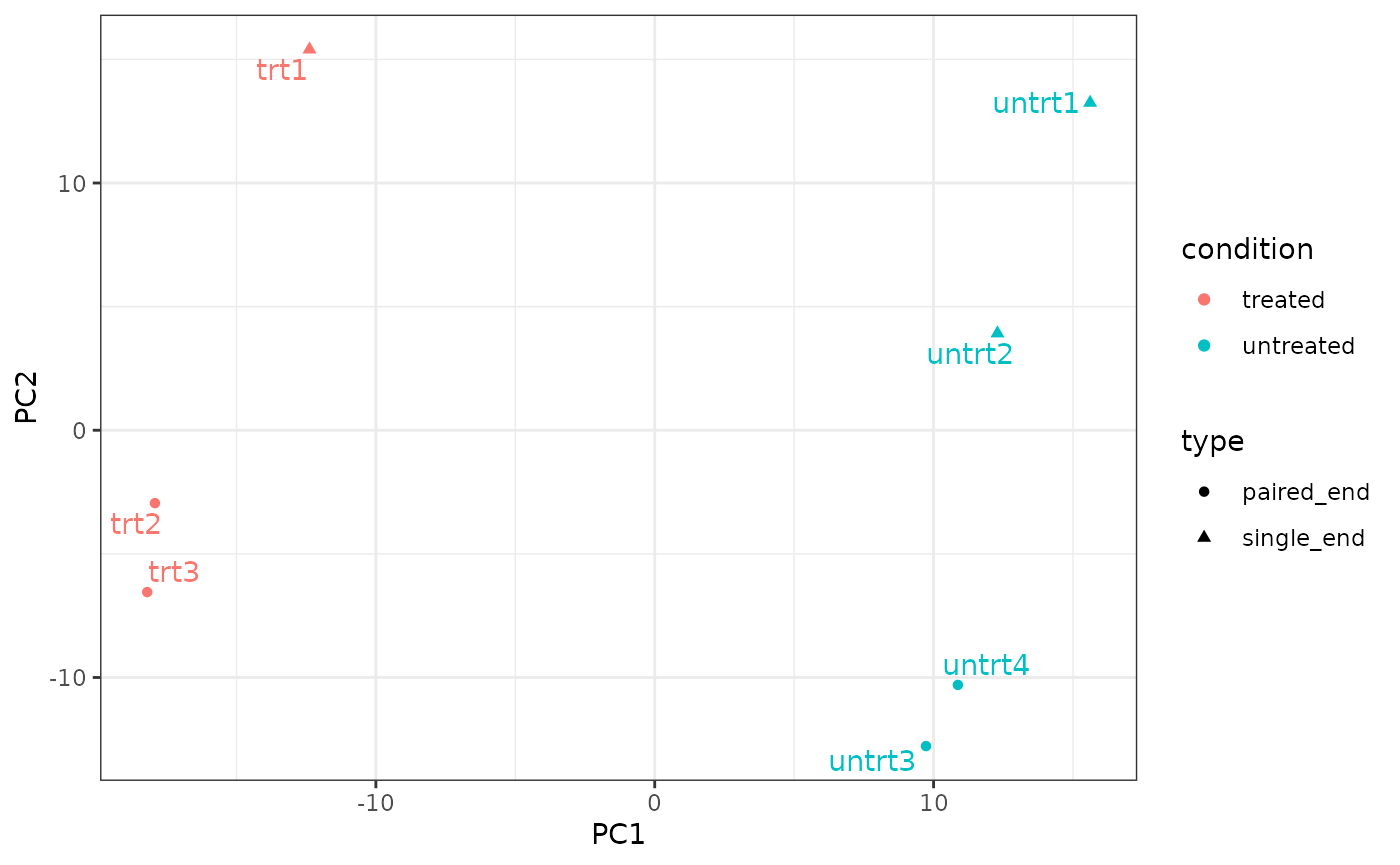 trt1
untrt1
10
condition
treated
untreated
untrt2
PC2
0
type
paired_end
single_end
trt2
trt3
untrt4
-10
untrt3
-10
0
10
PC1